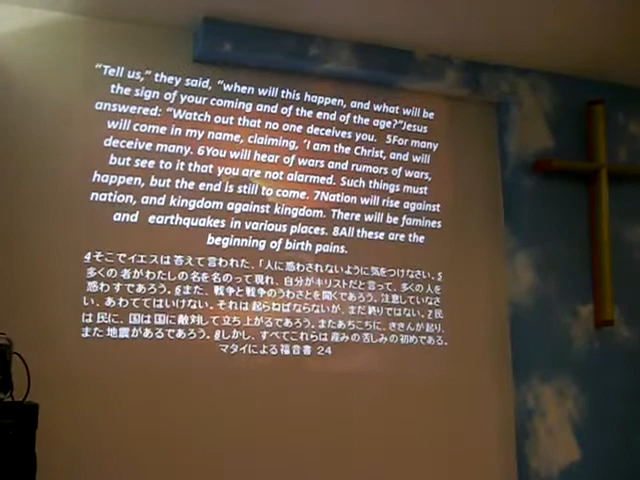 “Tell us,” they said, “when will this happen, and what will be
the sign of your coming and of the end of the age?”Jesus
answered: “Watch out that no one deceives you.  5For many
will come in my name, claiming, ‘I am the Christ, and will
deceive many. 6You will hear of wars and rumors of wars,
but see to it that you are not alarmed. Such things must
happen, but the end is still to come. 7Nation will rise against
nation, and kingdom against kingdom. There will be famines
and  earthquakes in various places. 8All these are the
beginning of birth pains.
4そこでイエスは答えて言われた、「人に惑わされないように気をつけなさい。5
多くの者がわたしの名を名のって現れ、自分がキリストだと言って、多くの人を
惑わすであろう。6また、戦争と戦争のうわさとを聞くであろう。注意していなさ
い、あわててはいけない。それは起らねばならないが、まだ終りではない。7民
は民に、国は国に敵対して立ち上がるであろう。またあちこちに、ききんが起り、
また地震があるであろう。8しかし、すべてこれらは産みの苦しみの初めである。
マタイによる福音書 24